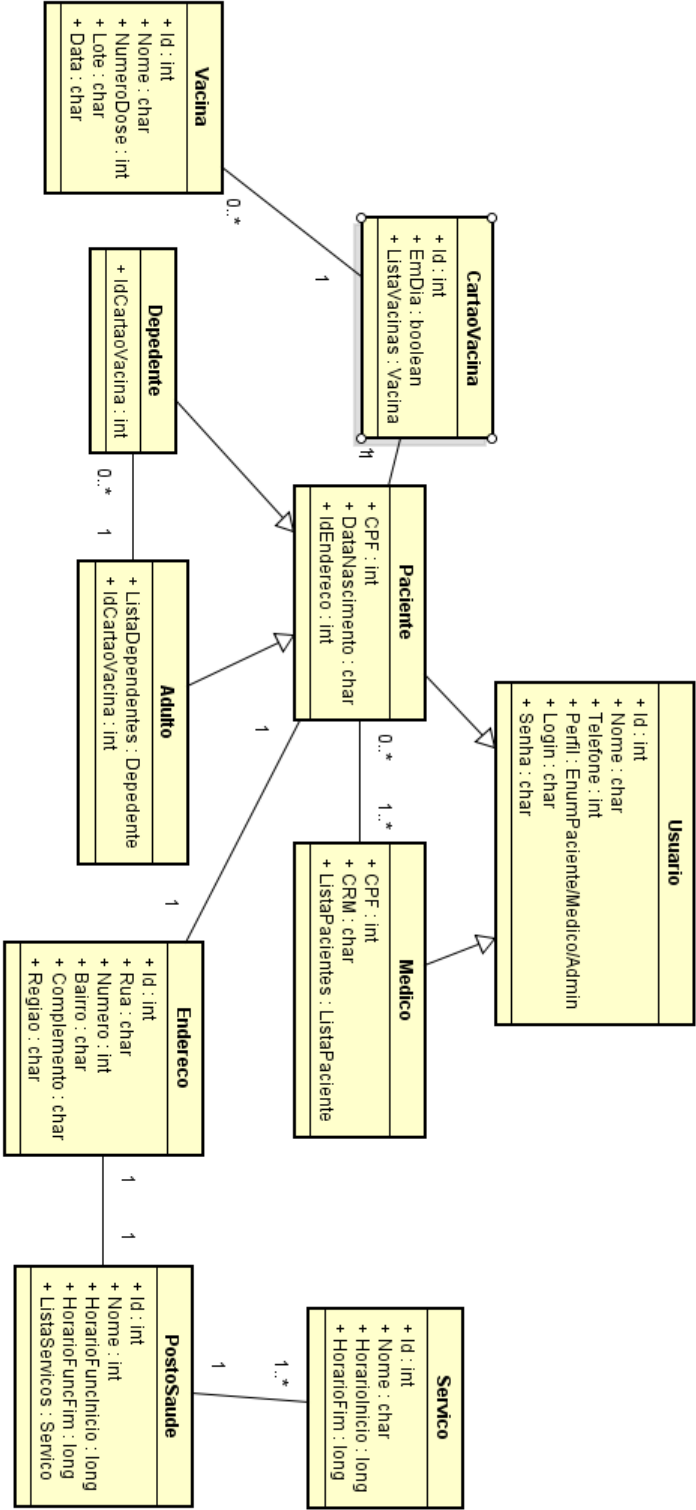 Usuario
+ Id : int
+ Nome : char
+ Telefone : int
+ Perfil : EnumPaciente/Medico/Admin
+ Login : char
+ Senha : char
CartaoVacina
+ Id : int
+ EmDia : boolean
+ ListaVacinas : Vacina
1
1
Paciente
+ CPF : int
+ DataNascimento : char
+ IdEndereco : int
0..*
1..*
Medico
+ CPF : int
+ CRM : char
+ ListaPacientes : ListaPaciente
Servico
+ Id : int
+ Nome : char
+ HorarioInicio : long
+ HorarioFim : long
1..*
1
Vacina
+ Id : int
+ Nome : char
+ NumeroDose : int
+ Lote : char
+ Data : char
0..*
1
Depedente
+ IdCartaoVacina : int
0..*
1
Adulto
+ ListaDependentes : Depedente
+ IdCartaoVacina : int
1
1
Endereco
+ Id : int
+ Rua : char
+ Numero : int
+ Bairro : char
+ Complemento : char
+ Regiao : char
1
1
PostoSaude
+ Id : int
+ Nome : int
+ HorarioFuncInicio : long
+ HorarioFuncFim : long
+ ListaServicos : Servico